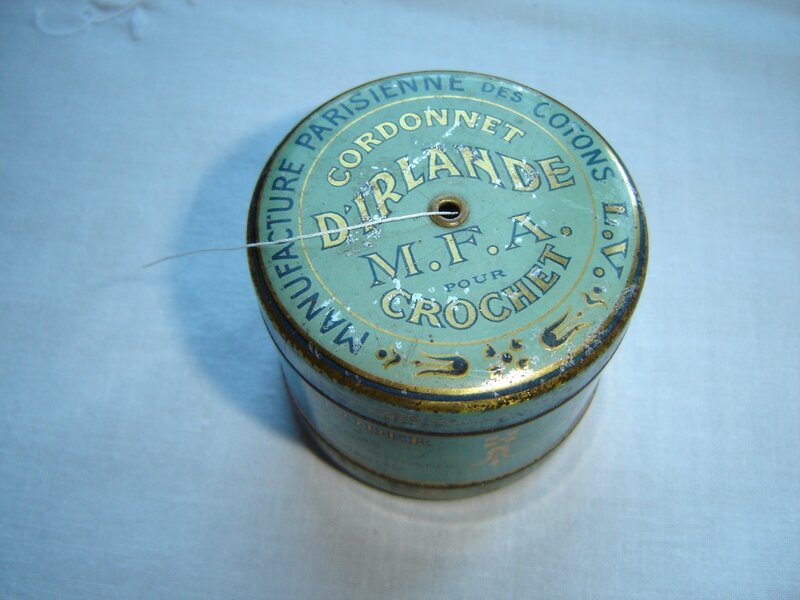 MANUFACTURE PARISIENNE DES COTONS L.V.
CORDONNET
D'IRLANDE
M.F.A.
POUR
CROCHET.